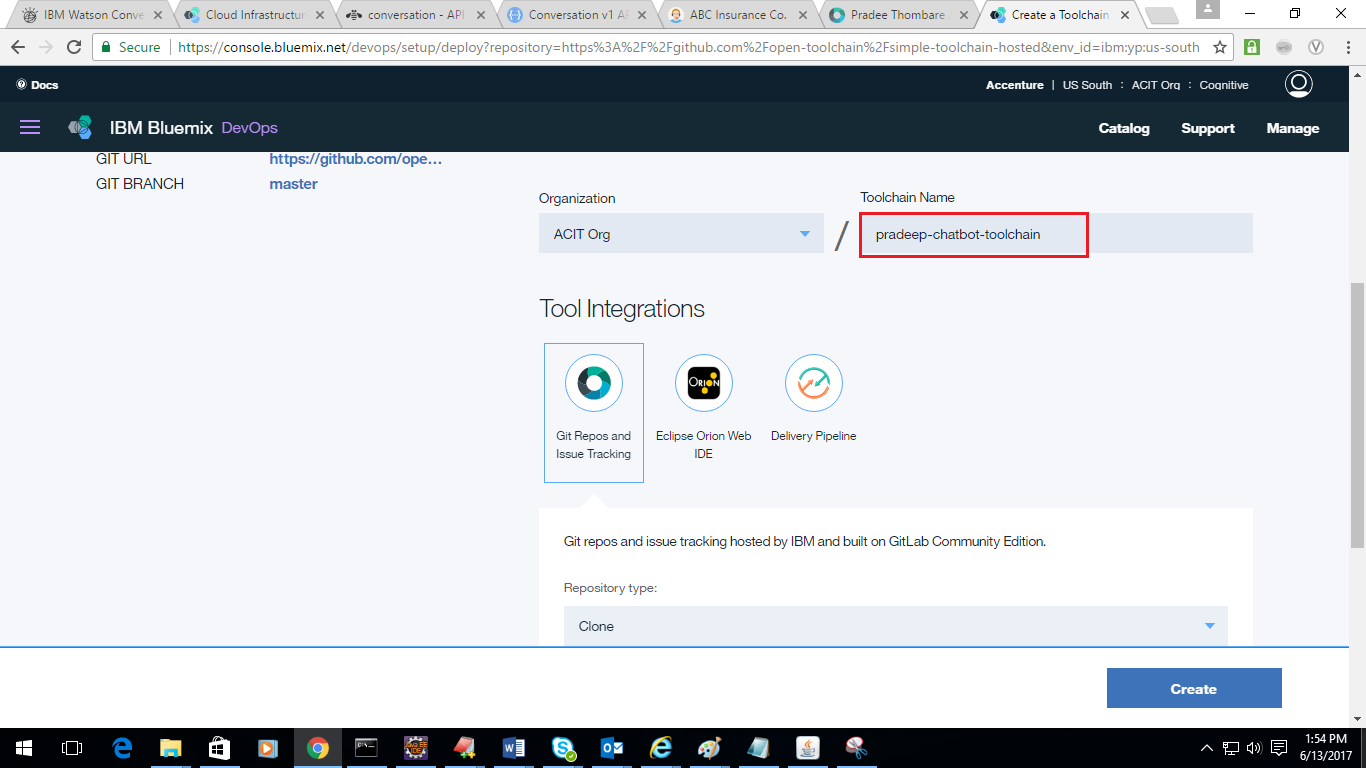 IBM Watson Conve
Cloud Infrastructur
conversation - API
Conversation v1 AP
ABC Insurance Co.
Pradee Thombare
Create a Toolchain
Secure
https://console.bluemix.net/devops/setup/deploy?repository=https%3A%2F%2Fgithub.com%2Fopen-toolchain%2Fsimple-toolchain-hosted&env_id=ibm:yp:us-south
Docs
Accenture | US South : ACIT Org : Cognitive
IBM Bluemix DevOps
Catalog
Support
Manage
GIT URL https://github.com/ope...
GIT BRANCH master
Organization
Toolchain Name
ACIT Org
/
pradeep-chatbot-toolchain
Tool Integrations
ORION
Git Repos and
Issue Tracking
Eclipse Orion Web
IDE
Delivery Pipeline
Git repos and issue tracking hosted by IBM and built on GitLab Community Edition.
Repository type:
Clone
Create
1:54 PM
6/13/2017